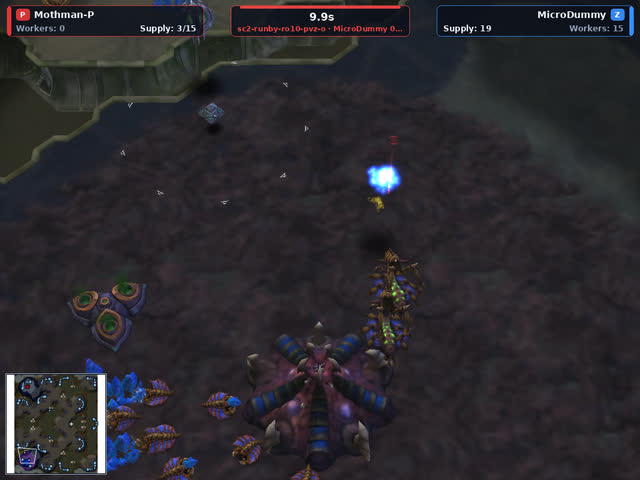 P Mothman-P
Workers: 0 Supply: 3/15
9.9s
sc2-runby-ro10-pvz-o · MicroDummy 0...
MicroDummy Z
Supply: 19 Workers: 15